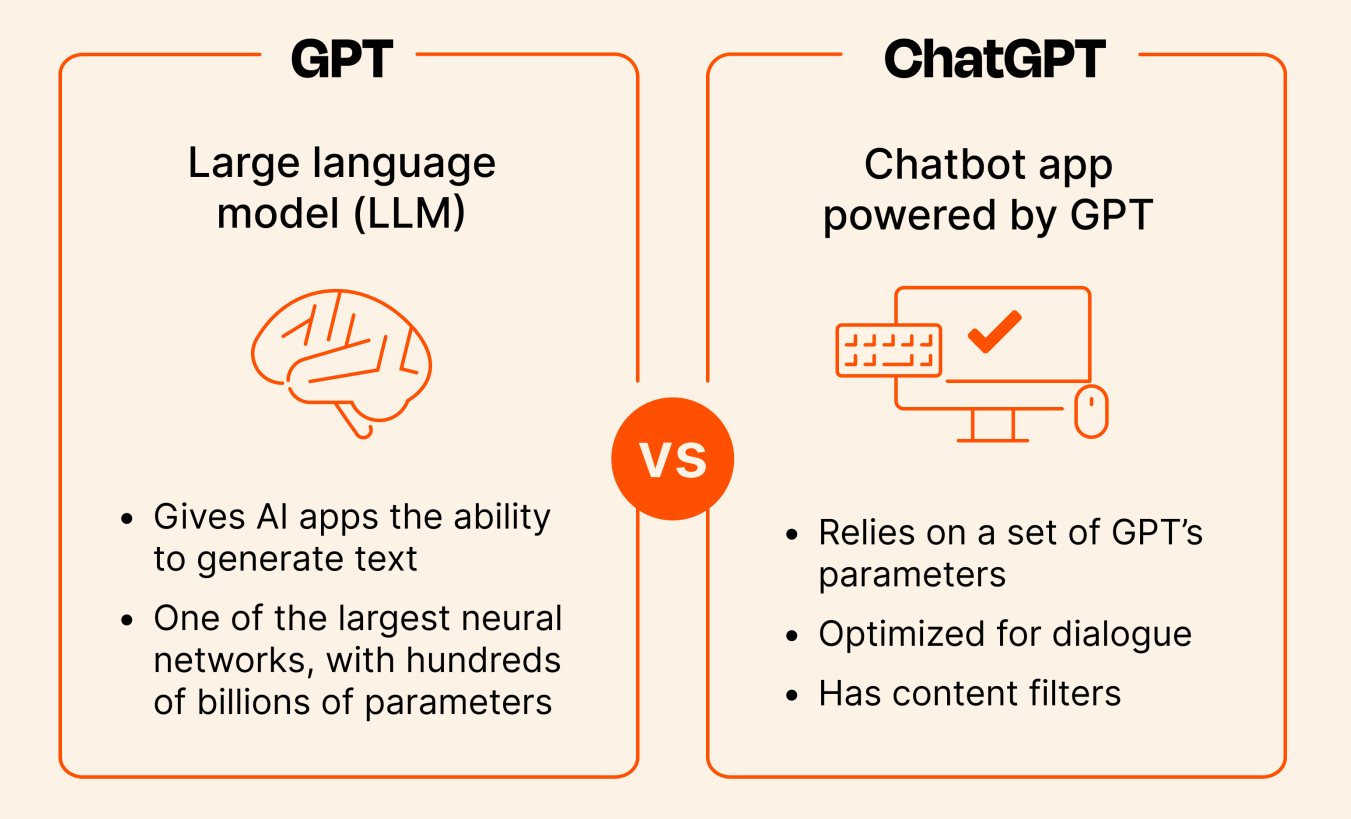 GPT
Large language
model (LLM)
• Gives AI apps the ability
to generate text
• One of the largest neural
networks, with hundreds
of billions of parameters
VS
ChatGPT
Chatbot app
powered by GPT
• Relies on a set of GPT’s
parameters
• Optimized for dialogue
• Has content filters